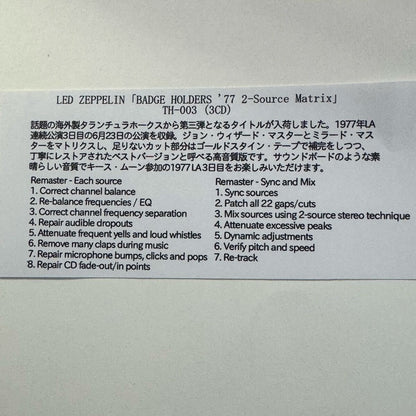 LED ZEPPELIN「BADGE HOLDERS '77 2-Source Matrix」
TH-003 (3CD)
話題の海外製タランチュラホークスから第三弾となるタイトルが入荷しました。1977年LA
連続公演3日目の6月23日の公演を収録。ジョン・ウィザード・マスターとミラード・マス
ターをマトリクスし、足りないカット部分はゴールドスタイン・テープで補完をしつつ、
丁寧にレストアされたベストバージョンと呼べる高音質版です。サウンドボードのような素
晴らしい音質でキース・ムーン参加の1977LA3日目をお楽しみいただけます。
Remaster - Each source
1. Correct channel balance
2. Re-balance frequencies / EQ
3. Correct channel frequency separation
4. Repair audible dropouts
5. Attenuate frequent yells and loud whistles
6. Remove many claps during music
7. Repair microphone bumps, clicks and pops
8. Repair CD fade-out/in points
Remaster - Sync and Mix
1. Sync sources
2. Patch all 22 gaps/cuts
3. Mix sources using 2-source stereo technique
4. Attenuate excessive peaks
5. Dynamic adjustments
6. Verify pitch and speed
7. Re-track